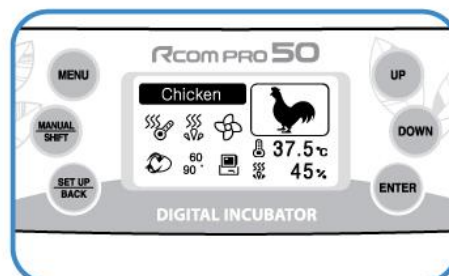 Rcom PRO 50
MENU
UP
Chicken
MANUAL
SHIFT
DOWN
60
90°
37.5℃
45%
SET UP
BACK
ENTER
DIGITAL INCUBATOR